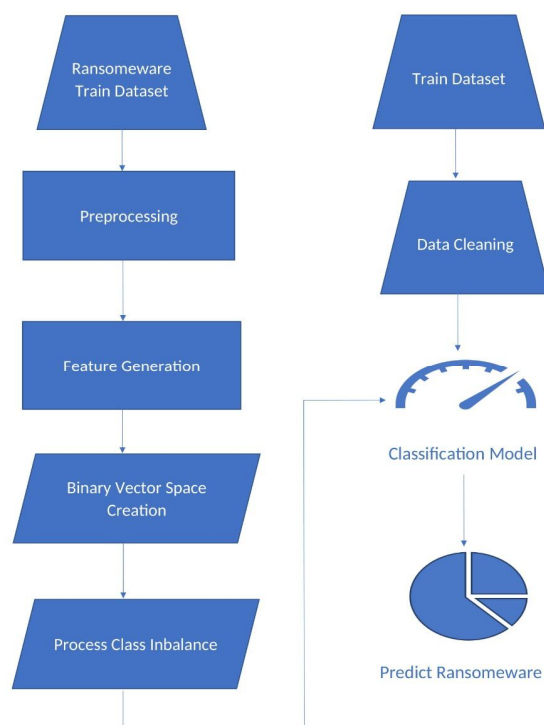 Ransomeware
Train Dataset
Preprocessing
Feature Generation
Binary Vector Space
Creation
Process Class Inbalance
Train Dataset
Data Cleaning
Classification Model
Predict Ransomeware